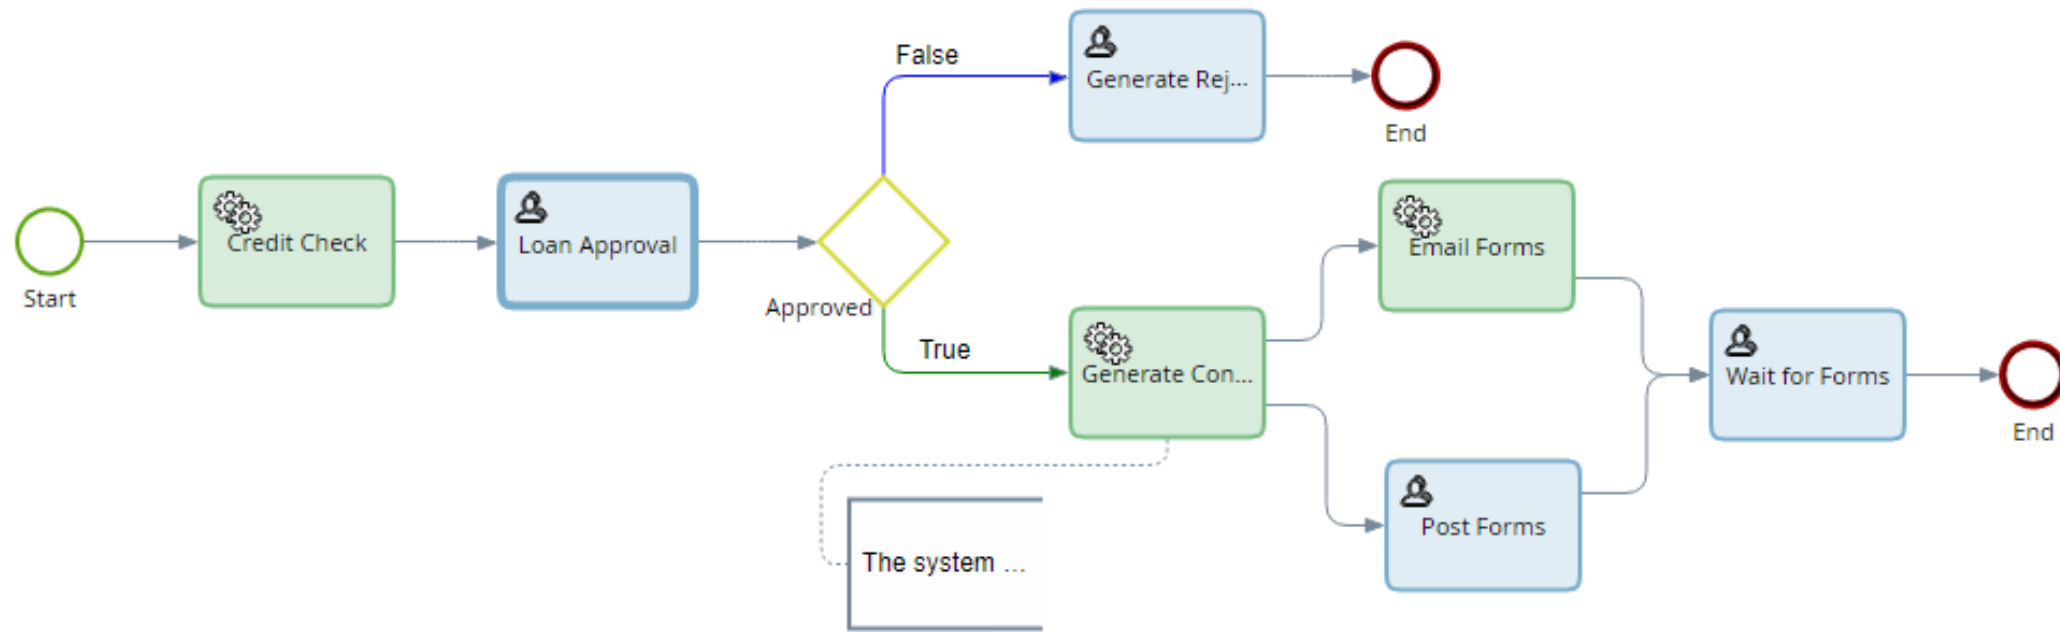 Start
Credit Check
Loan Approval
Approved
False
Generate Rej...
End
True
Generate Con...
The system ...
Email Forms
Post Forms
Wait for Forms
End